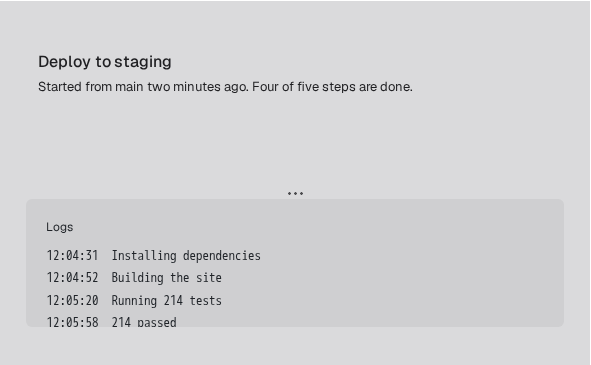 Deploy to staging
Started from main two minutes ago. Four of five steps are done.
Logs
12:04:31 Installing dependencies
12:04:52 Building the site
12:05:20 Running 214 tests
12:05:58 214 passed